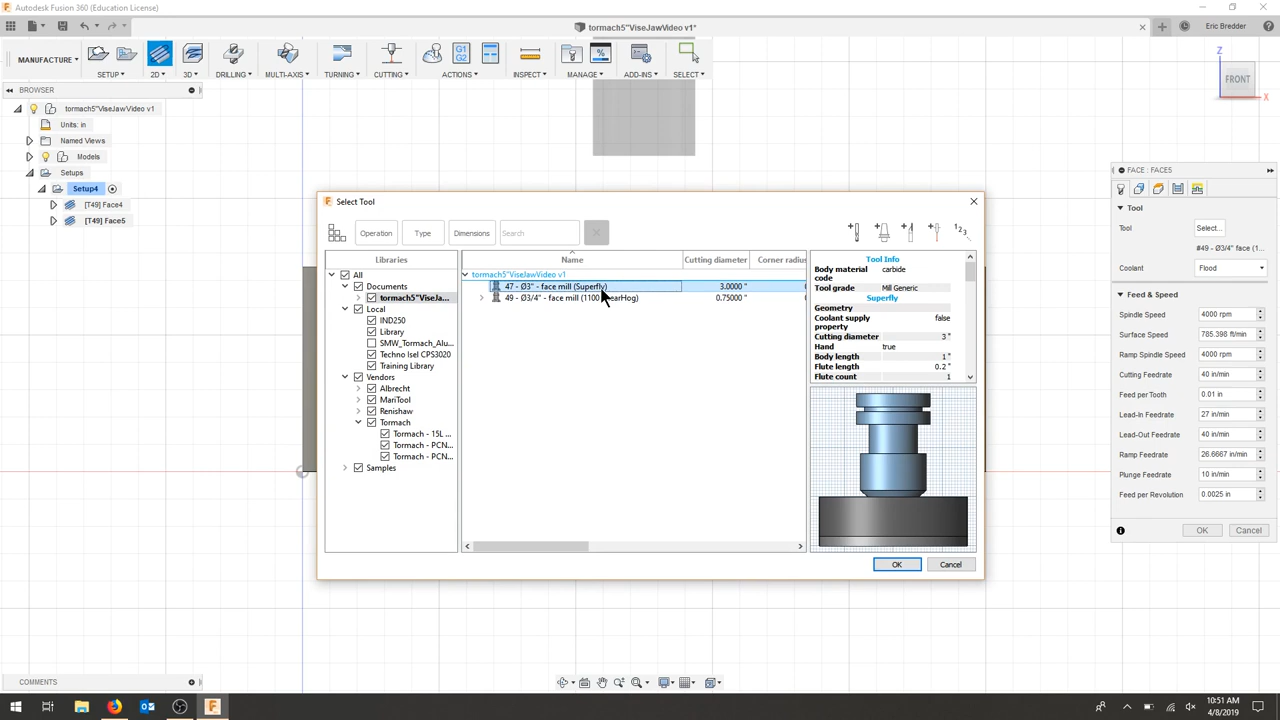 Autodesk Fusion 360 (Education License)
tormach5"ViseJawVideo v1*
Eric Bredder
MANUFACTURE
SETUP
2D
3D
DRILLING
MULTI-AXIS
TURNING
CUTTING
ACTIONS
INSPECT
MANAGE
ADD-INS
SELECT
G1
G2
%
Z
FRONT
X
BROWSER
tormach5"ViseJawVideo v1
Units: in
Named Views
Models
Setups
Setup4
[T49] Face4
[T49] Face5
Select Tool
Operation
Type
Dimensions
Search
Libraries
All
Documents
tormach5"ViseJa...
Local
IND250
Library
SMW_Tormach_Alu...
Techno Isel CPS3020
Training Library
Vendors
Albrecht
MariTool
Renishaw
Tormach
Tormach - 15L ...
Tormach - PCN...
Tormach - PCN...
Samples
Name
Cutting diameter
Corner radius
tormach5"ViseJawVideo v1
47 - Ø3" - face mill (Superfly)
3.0000 "
49 - Ø3/4" - face mill (1100 earHog)
0.75000 "
Tool Info
Body material code
carbide
Tool grade
Mill Generic
Superfly
Geometry
Coolant supply property
false
Cutting diameter
3 "
Hand
true
Body length
1 "
Flute length
0.2 "
Flute count
1
OK
Cancel
FACE : FACE5
Tool
Tool
Select...
#49 - Ø3/4" face (1...
Coolant
Flood
Feed & Speed
Spindle Speed
4000 rpm
Surface Speed
785.398 ft/min
Ramp Spindle Speed
4000 rpm
Cutting Feedrate
40 in/min
Feed per Tooth
0.01 in
Lead-In Feedrate
27 in/min
Lead-Out Feedrate
40 in/min
Ramp Feedrate
26.6667 in/min
Plunge Feedrate
10 in/min
Feed per Revolution
0.0025 in
OK
Cancel
COMMENTS
10:51 AM
4/8/2019